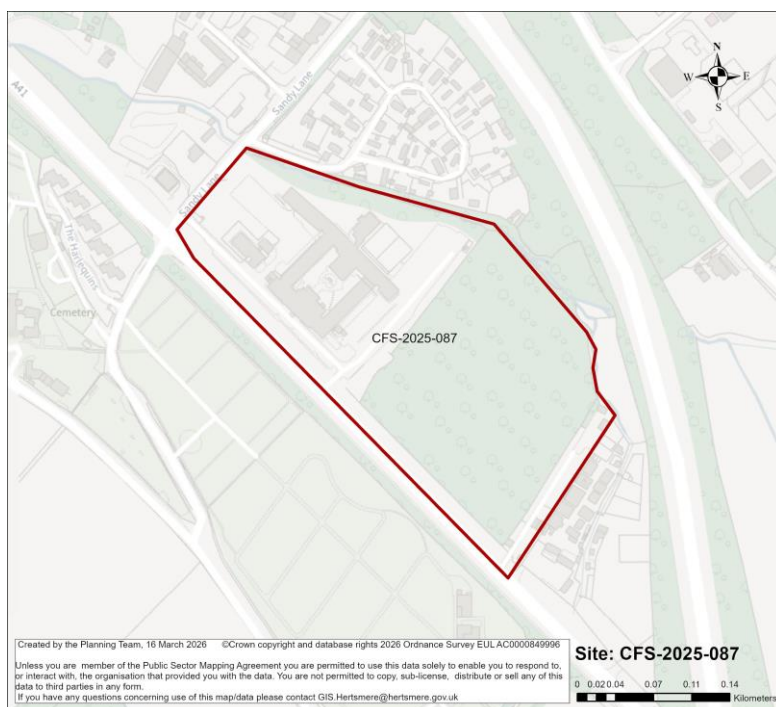 N
W E
S
A41
Sandy Lane
Sandy Lane
The Harlequins
Cemetery
CFS-2025-087
Created by the Planning Team, 16 March 2026 ©Crown copyright and database rights 2026 Ordnance Survey EUL AC0000849996
Unless you are member of the Public Sector Mapping Agreement you are permitted to use this data solely to enable you to respond to,
or interact with, the organisation that provided you with the data. You are not permitted to copy, sub-license, distribute or sell any of this
data to third parties in any form.
If you have any questions concerning use of this map/data please contact GIS.Hertsmere@hertsmere.gov.uk
Site: CFS-2025-087
0 0.02 0.04 0.07 0.11 0.14
Kilometers